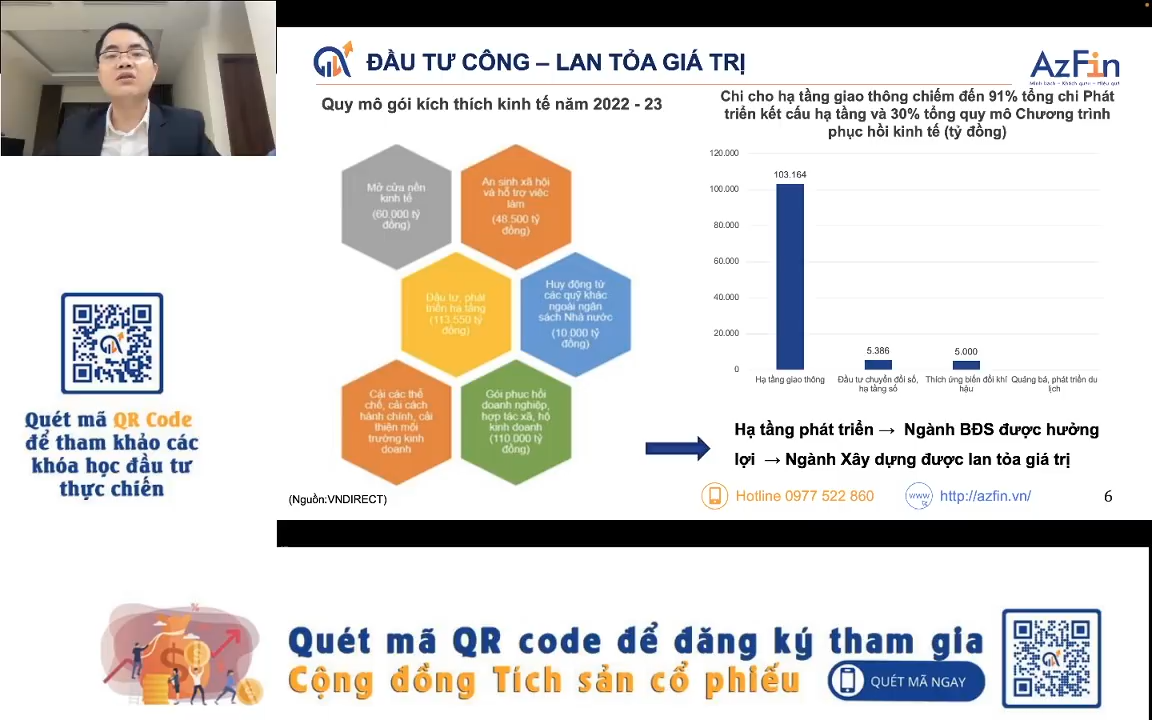 ĐẦU TƯ CÔNG – LAN TỎA GIÁ TRỊ
AzFin
Quy mô gói kích thích kinh tế năm 2022 - 23
Mở cửa nền
kinh tế
(60.000 tỷ
đồng)
An sinh xã hội
và hỗ trợ việc
làm
(48.500 tỷ
đồng)
Đầu tư, phát
triển hạ tầng
(113.550 tỷ
đồng)
Huy động từ
các quỹ khác
ngoài ngân
sách Nhà nước
(10.000 tỷ
đồng)
Cải các thể
chế, cải cách
hành chính, cải
thiện môi
trường kinh
doanh
Gói phục hồi
doanh nghiệp,
hợp tác xã, hộ
kinh doanh
(110.000 tỷ
đồng)
(Nguồn:VNDIRECT)
Chi cho hạ tầng giao thông chiếm đến 91% tổng chi Phát
triển kết cấu hạ tầng và 30% tổng quy mô Chương trình
phục hồi kinh tế (tỷ đồng)
120.000
100.000
80.000
60.000
40.000
20.000
0
103.164
5.386
5.000
Hạ tầng giao thông
Đầu tư chuyển đổi số,
hạ tầng số
Thích ứng biến đổi khí
hậu
Quảng bá, phát triển du
lịch
Hạ tầng phát triển → Ngành BĐS được hưởng
lợi → Ngành Xây dựng được lan tỏa giá trị
Hotline 0977 522 860
www
http://azfin.vn/
6
Quét mã QR Code
để tham khảo các
khóa học đầu tư
thực chiến
Quét mã QR code để đăng ký tham gia
Cộng đồng Tích sản cổ phiếu
QUÉT MÃ NGAY